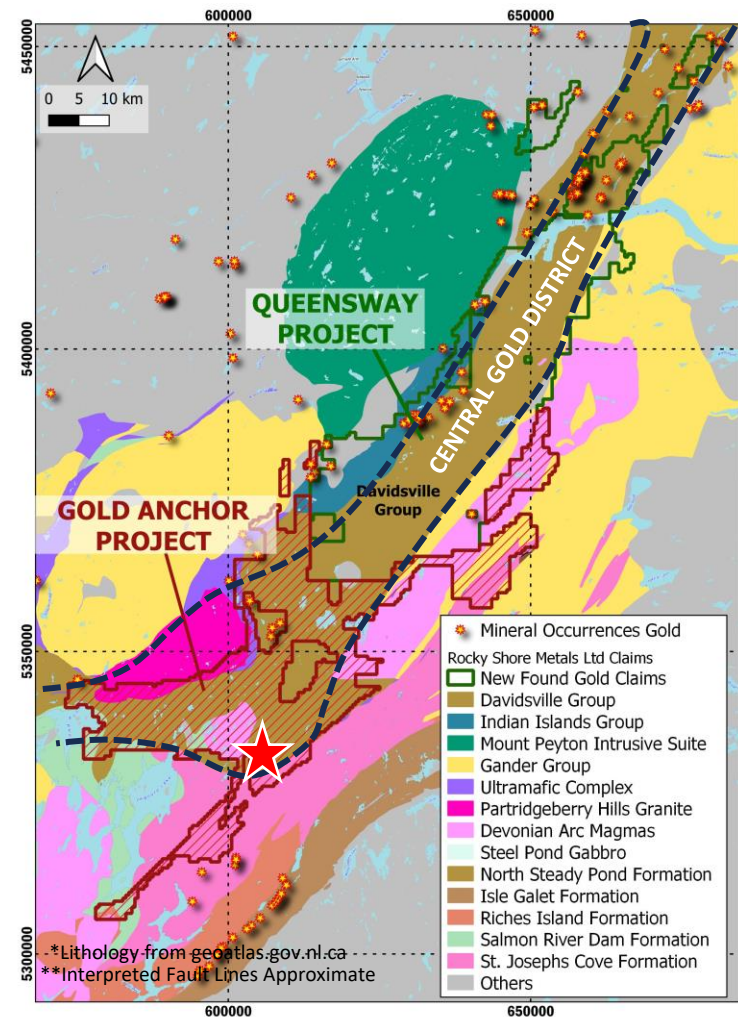 600000
650000
5450000
0 5 10 km
QUEENSWAY
PROJECT
CENTRAL GOLD DISTRICT
5400000
Davidsville
Group
GOLD ANCHOR
PROJECT
5350000
Mineral Occurrences Gold
Rocky Shore Metals Ltd Claims
New Found Gold Claims
Davidsville Group
Indian Islands Group
Mount Peyton Intrusive Suite
Gander Group
Ultramafic Complex
Partridgeberry Hills Granite
Devonian Arc Magmas
Steel Pond Gabbro
North Steady Pond Formation
Isle Galet Formation
Riches Island Formation
Salmon River Dam Formation
St. Josephs Cove Formation
Others
5300000
*Lithology from geoatlas.gov.nl.ca
**Interpreted Fault Lines Approximate
600000
650000